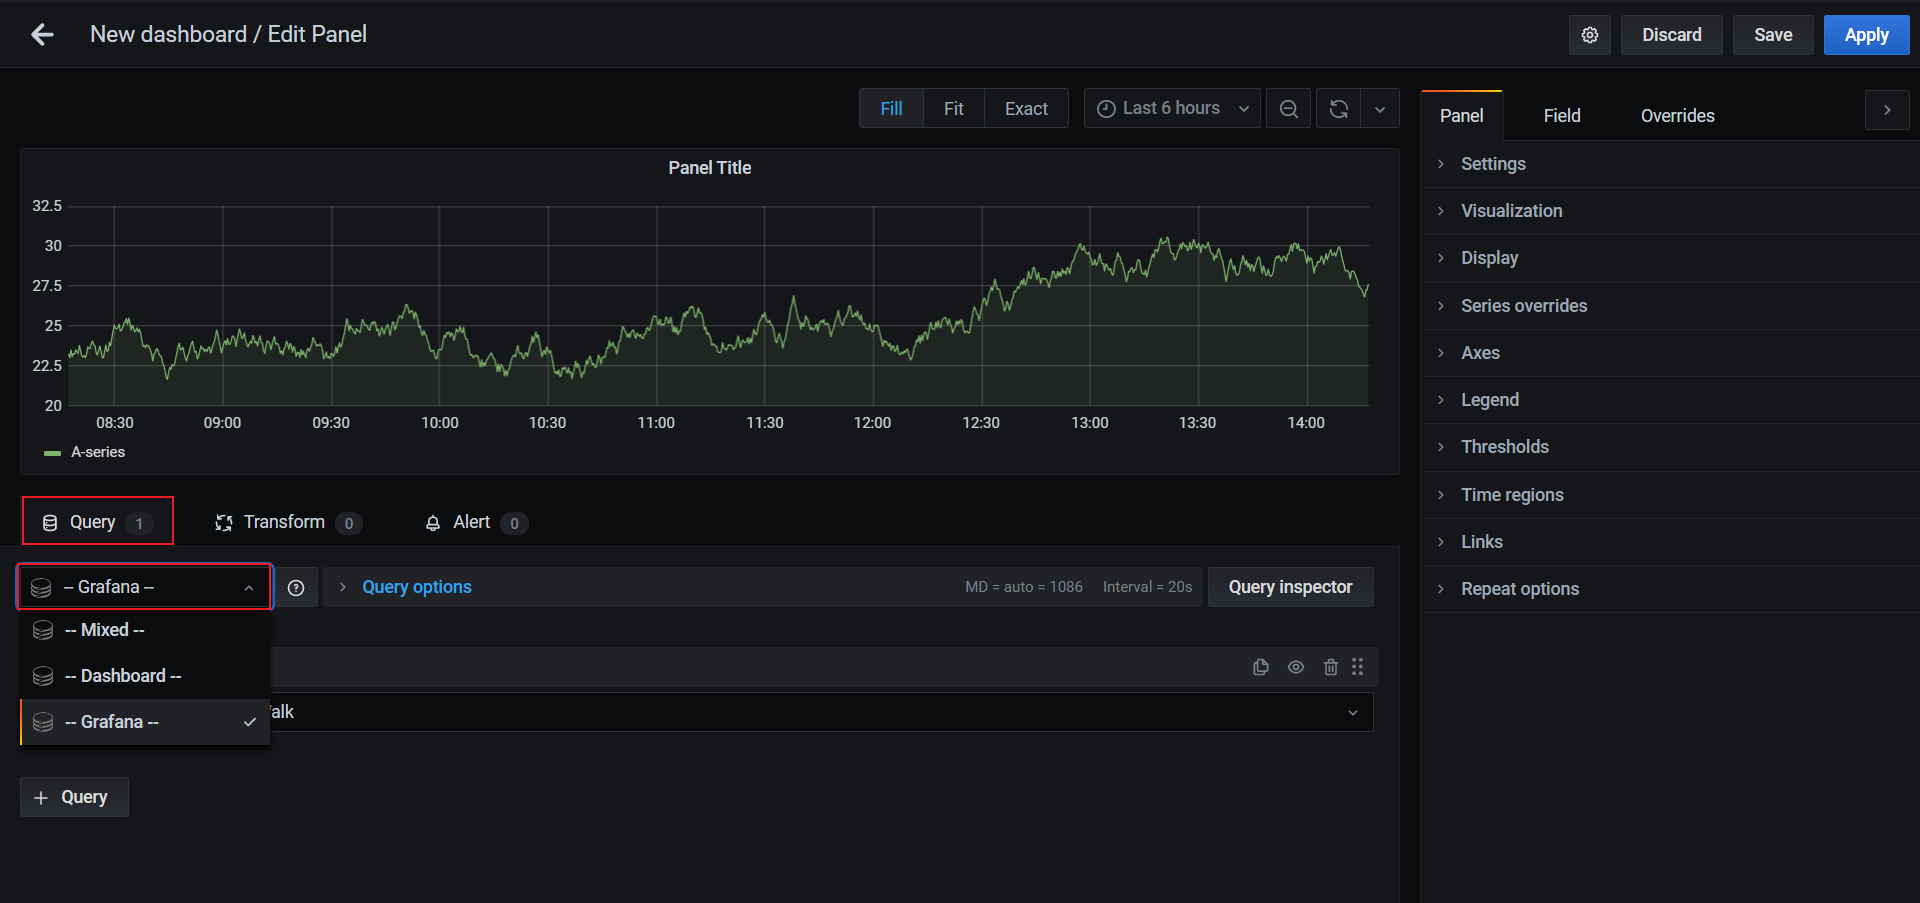 New dashboard / Edit Panel
Discard
Save
Apply
Fill
Fit
Exact
Last 6 hours
Panel
Field
Overrides
Panel Title
32.5
30
27.5
25
22.5
20
08:30 09:00 09:30 10:00 10:30 11:00 11:30 12:00 12:30 13:00 13:30 14:00
A-series
Settings
Visualization
Display
Series overrides
Axes
Legend
Thresholds
Time regions
Links
Repeat options
Query 1
Transform 0
Alert 0
-- Grafana --
Query options
MD = auto = 1086
Interval = 20s
Query inspector
-- Mixed --
-- Dashboard --
-- Grafana --
alk
+ Query